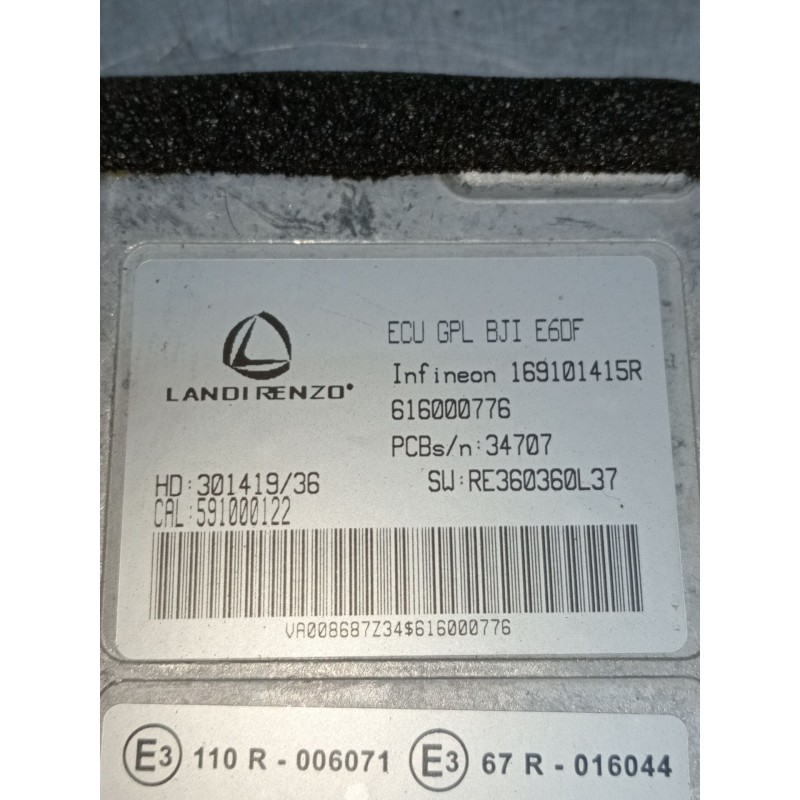 ECU GPL BJI E6DF
LANDIRENZO®
Infineon 169101415R
616000776
PCBs/n:34707
HD:301419/36
SW:RE360360L37
CAL:591000122
VA008687Z34$616000776
E3 110 R - 006071
E3 67 R - 016044